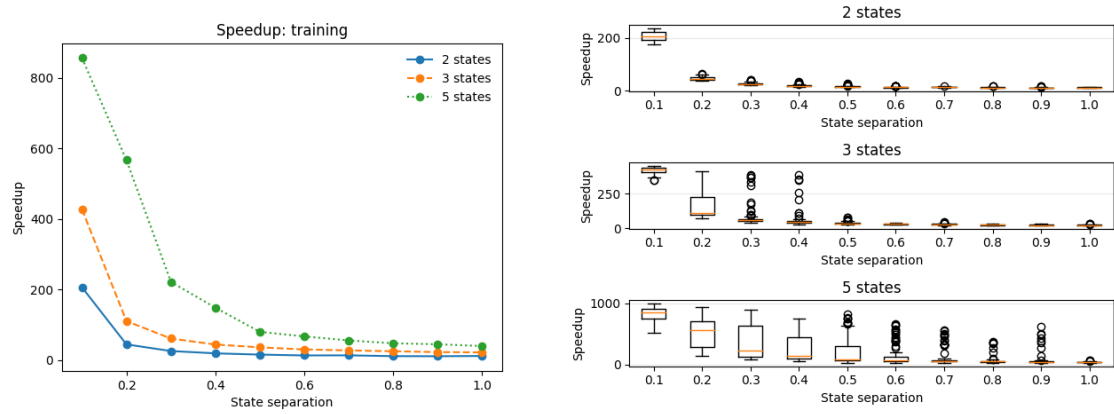 Speedup: training
2 states
3 states
5 states
800
600
400
200
0
Speedup
0.2 0.4 0.6 0.8 1.0
State separation
2 states
200
0
Speedup
0.1 0.2 0.3 0.4 0.5 0.6 0.7 0.8 0.9 1.0
State separation
3 states
250
0
Speedup
0.1 0.2 0.3 0.4 0.5 0.6 0.7 0.8 0.9 1.0
State separation
5 states
1000
0
Speedup
0.1 0.2 0.3 0.4 0.5 0.6 0.7 0.8 0.9 1.0
State separation